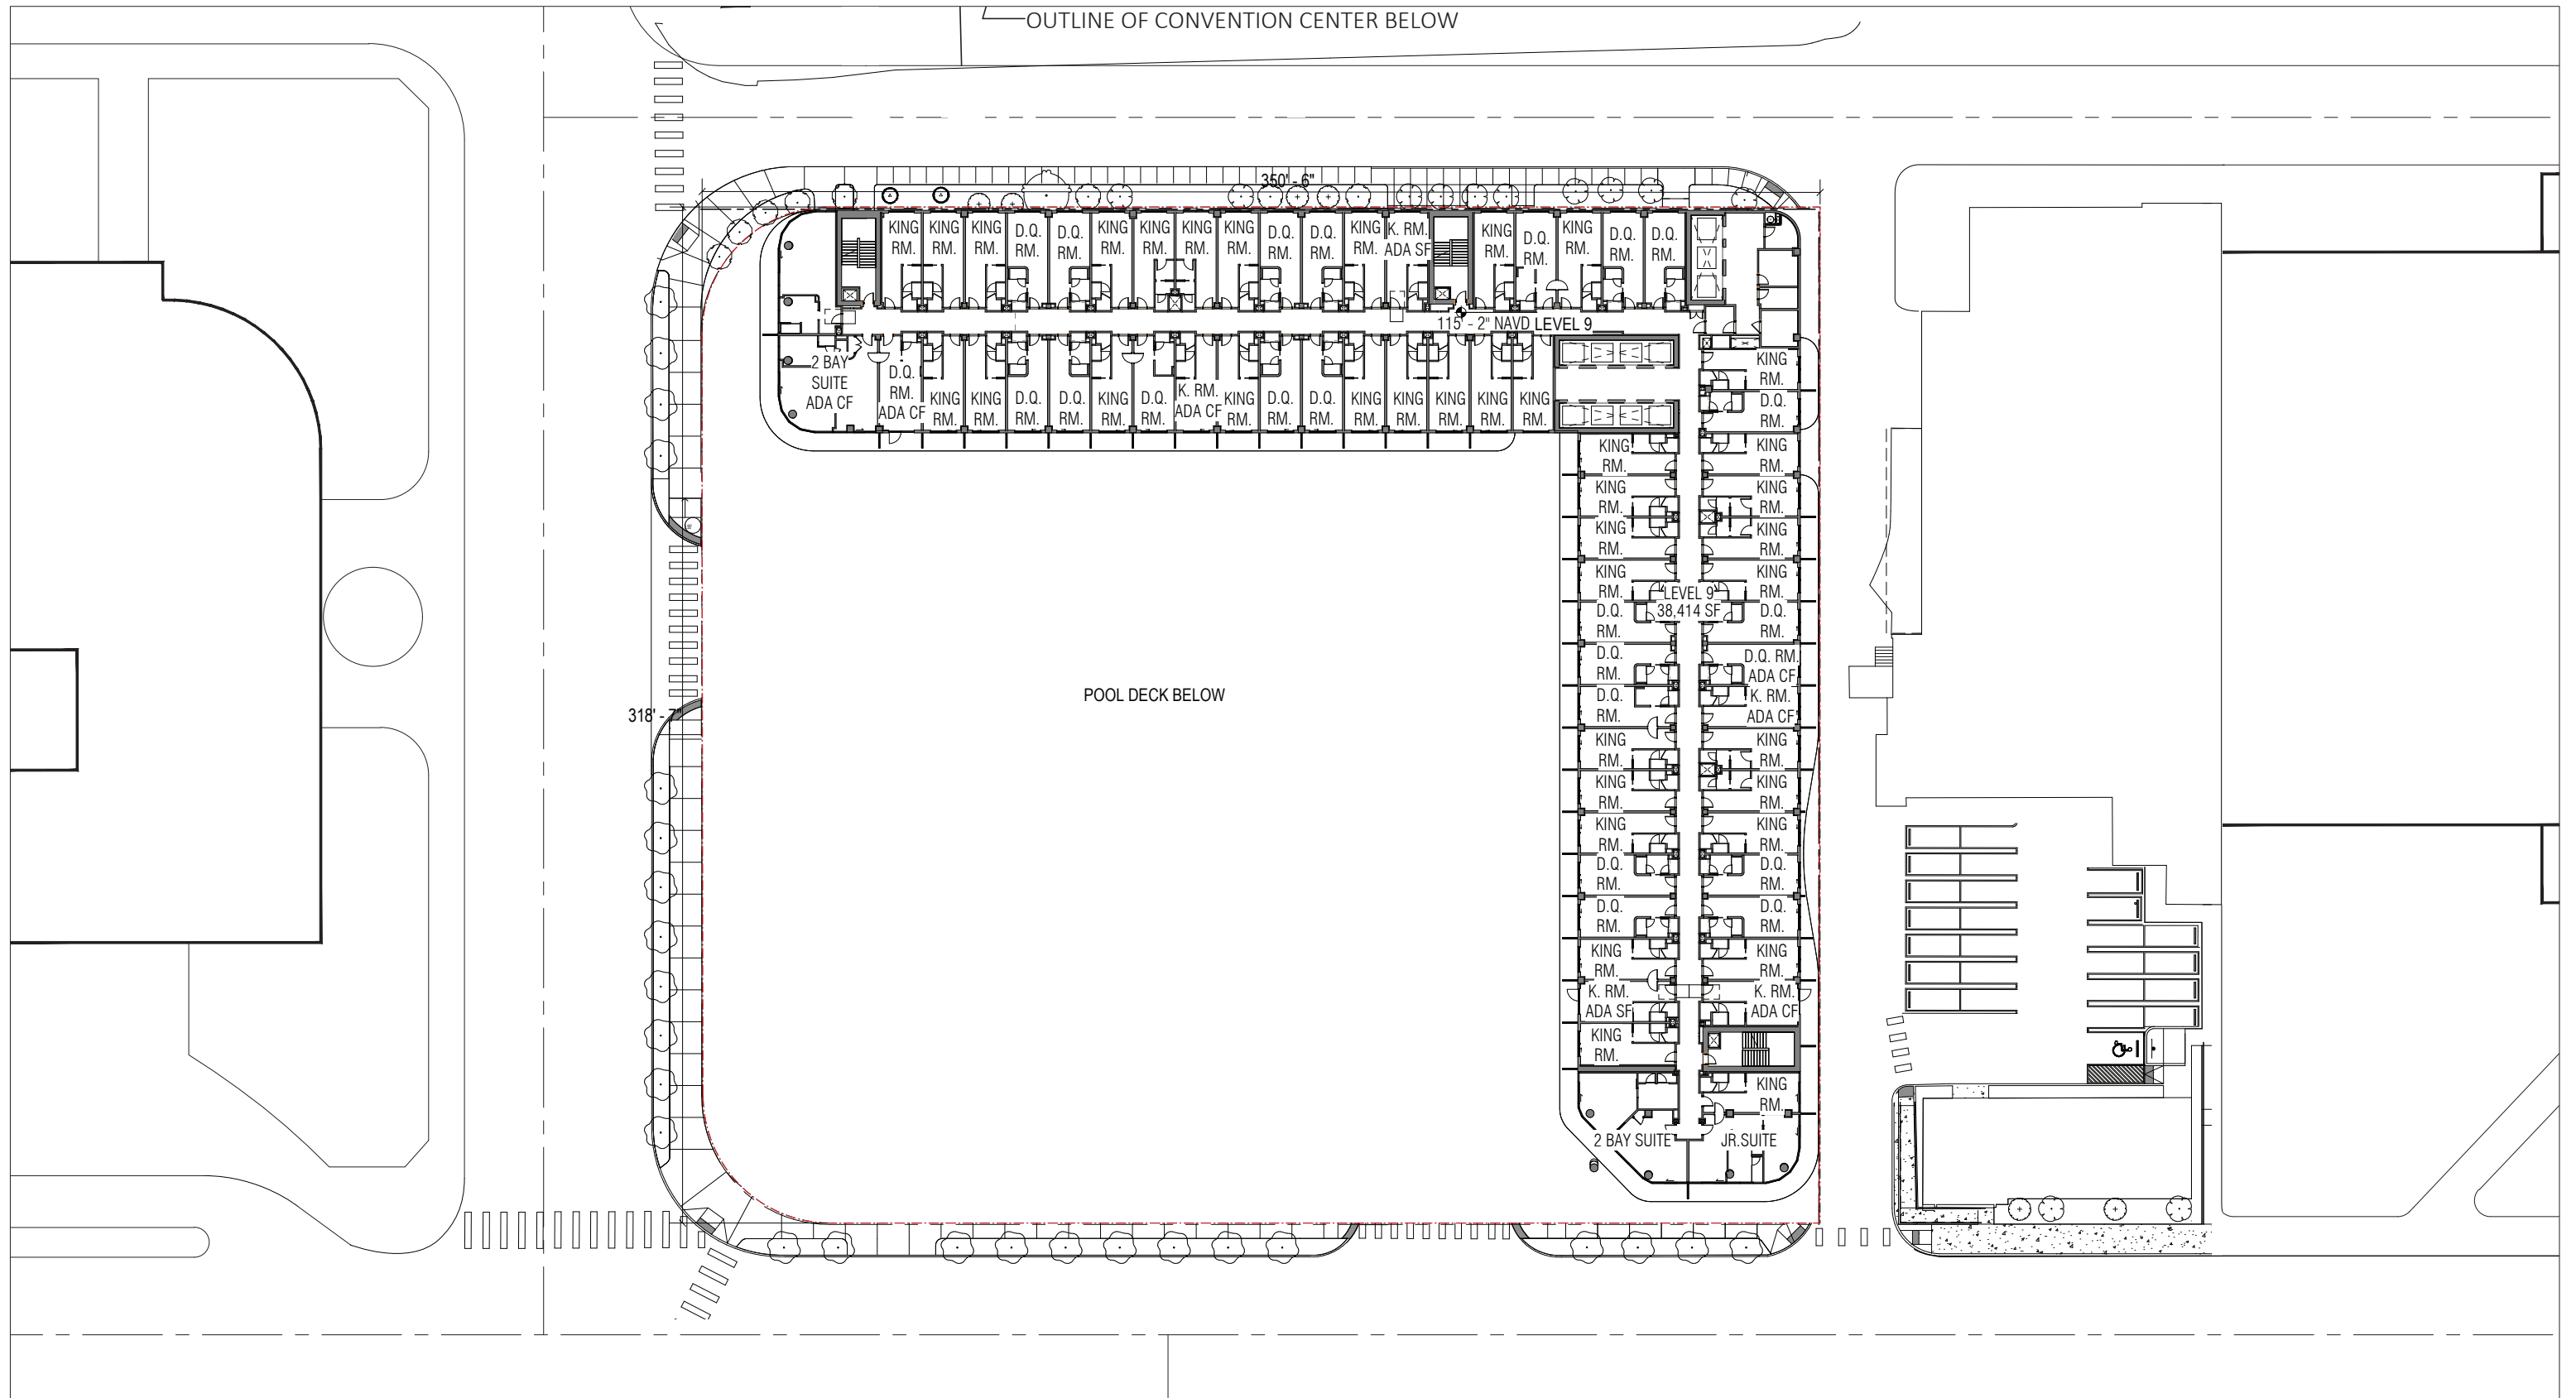 OUTLINE OF CONVENTION CENTER BELOW
350' - 6"
KING
RM.
KING
RM.
KING
RM.
D.Q.
RM.
D.Q.
RM.
KING
RM.
KING
RM.
KING
RM.
KING
RM.
D.Q.
RM.
D.Q.
RM.
KING
RM.
K. RM.
ADA SF
KING
RM.
D.Q.
RM.
KING
RM.
D.Q.
RM.
D.Q.
RM.
115' - 2" NAVD LEVEL 9
2 BAY
SUITE
ADA CF
D.Q.
RM.
ADA CF
KING
RM.
KING
RM.
D.Q.
RM.
D.Q.
RM.
KING
RM.
D.Q.
RM.
K. RM.
ADA CF
KING
RM.
D.Q.
RM.
D.Q.
RM.
KING
RM.
KING
RM.
KING
RM.
KING
RM.
KING
RM.
KING
RM.
D.Q.
RM.
KING
RM.
KING
RM.
KING
RM.
KING
RM.
KING
RM.
KING
RM.
KING
RM.
KING
RM.
LEVEL 9
38,414 SF
D.Q.
RM.
D.Q.
RM.
D.Q.
RM.
D.Q. RM.
ADA CF
D.Q.
RM.
K. RM.
ADA CF
POOL DECK BELOW
318' - 7"
KING
RM.
KING
RM.
KING
RM.
KING
RM.
KING
RM.
KING
RM.
D.Q.
RM.
D.Q.
RM.
D.Q.
RM.
D.Q.
RM.
KING
RM.
KING
RM.
K. RM.
ADA SF
K. RM.
ADA CF
KING
RM.
KING
RM.
2 BAY SUITE
JR.SUITE